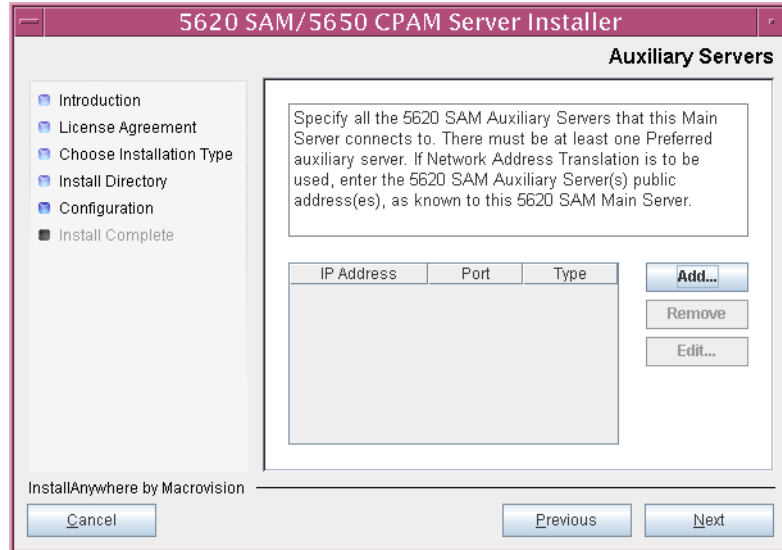 5620 SAM/5650 CPAM Server Installer
Auxiliary Servers
Introduction
License Agreement
Choose Installation Type
Install Directory
Configuration
Install Complete
Specify all the 5620 SAM Auxiliary Servers that this Main
Server connects to. There must be at least one Preferred
auxiliary server. If Network Address Translation is to be
used, enter the 5620 SAM Auxiliary Server(s) public
address(es), as known to this 5620 SAM Main Server.
IP Address Port Type
Add...
Remove
Edit...
InstallAnywhere by Macrovision
Cancel Previous Next